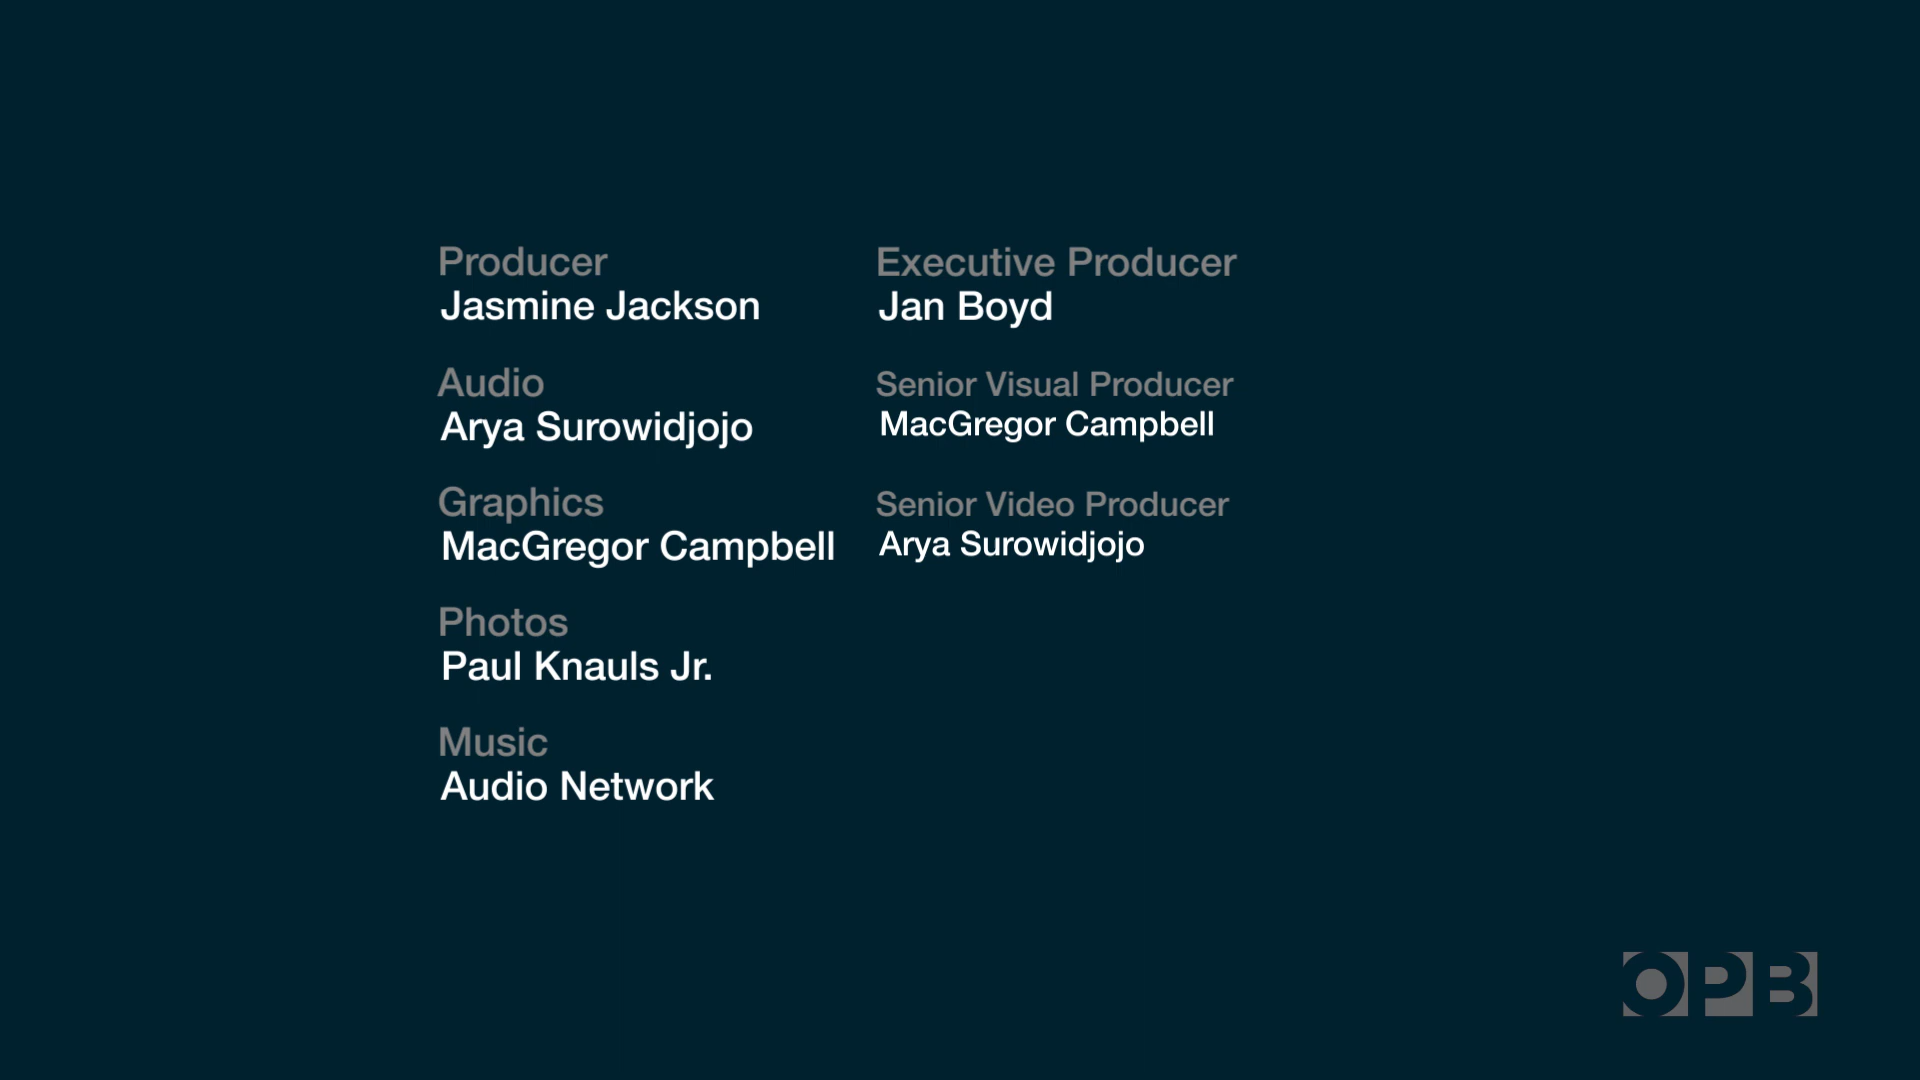 Producer
Jasmine Jackson
Audio
Arya Surowidjojo
Graphics
MacGregor Campbell
Photos
Paul Knauls Jr.
Music
Audio Network
Executive Producer
Jan Boyd
Senior Visual Producer
MacGregor Campbell
Senior Video Producer
Arya Surowidjojo
OPB